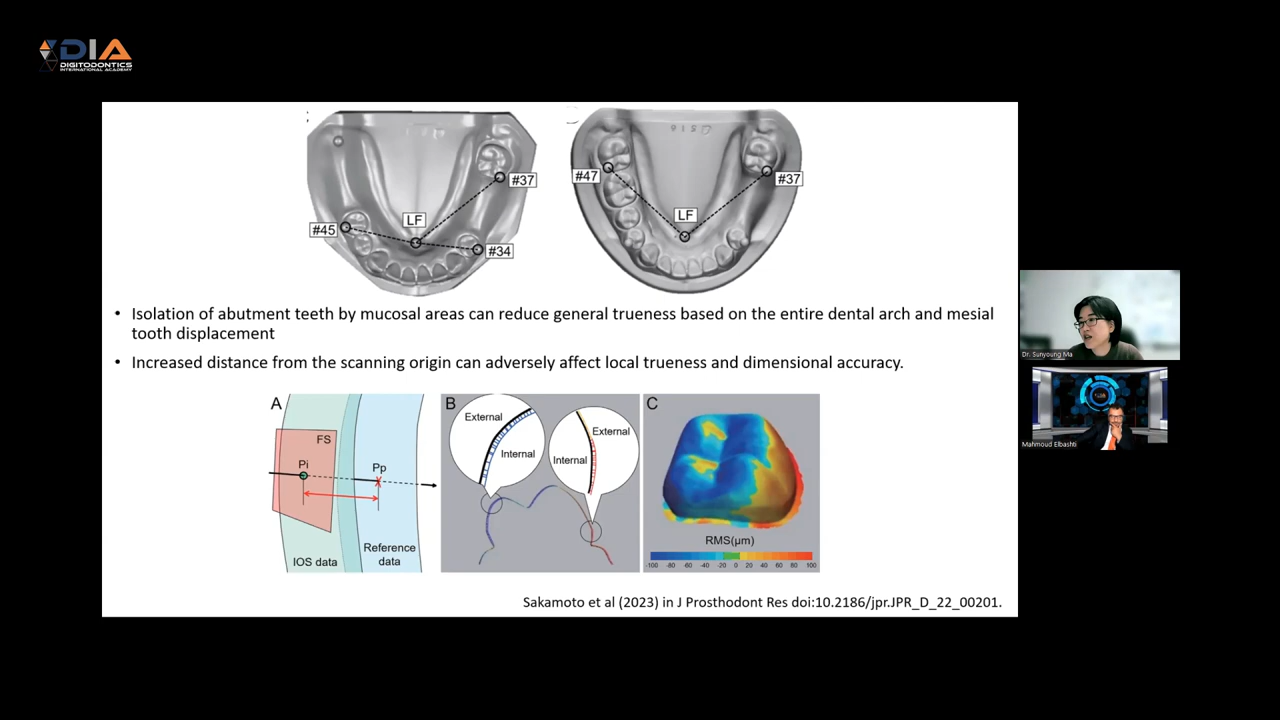 DIA
DIGITODONTICS
INTERNATIONAL ACADEMY
#37
LF
#45
#34
#47
#37
LF
• Isolation of abutment teeth by mucosal areas can reduce general trueness based on the entire dental arch and mesial
tooth displacement
• Increased distance from the scanning origin can adversely affect local trueness and dimensional accuracy.
A
FS
Pi
Pp
IOS data
Reference
data
B
External
Internal
External
Internal
C
RMS(μm)
-100 -80 -60 -40 -20 0 20 40 60 80 100
Sakamoto et al (2023) in J Prosthodont Res doi:10.2186/jpr.JPR_D_22_00201.
Dr. Sunyoung Ma
Mahmoud Elbashti